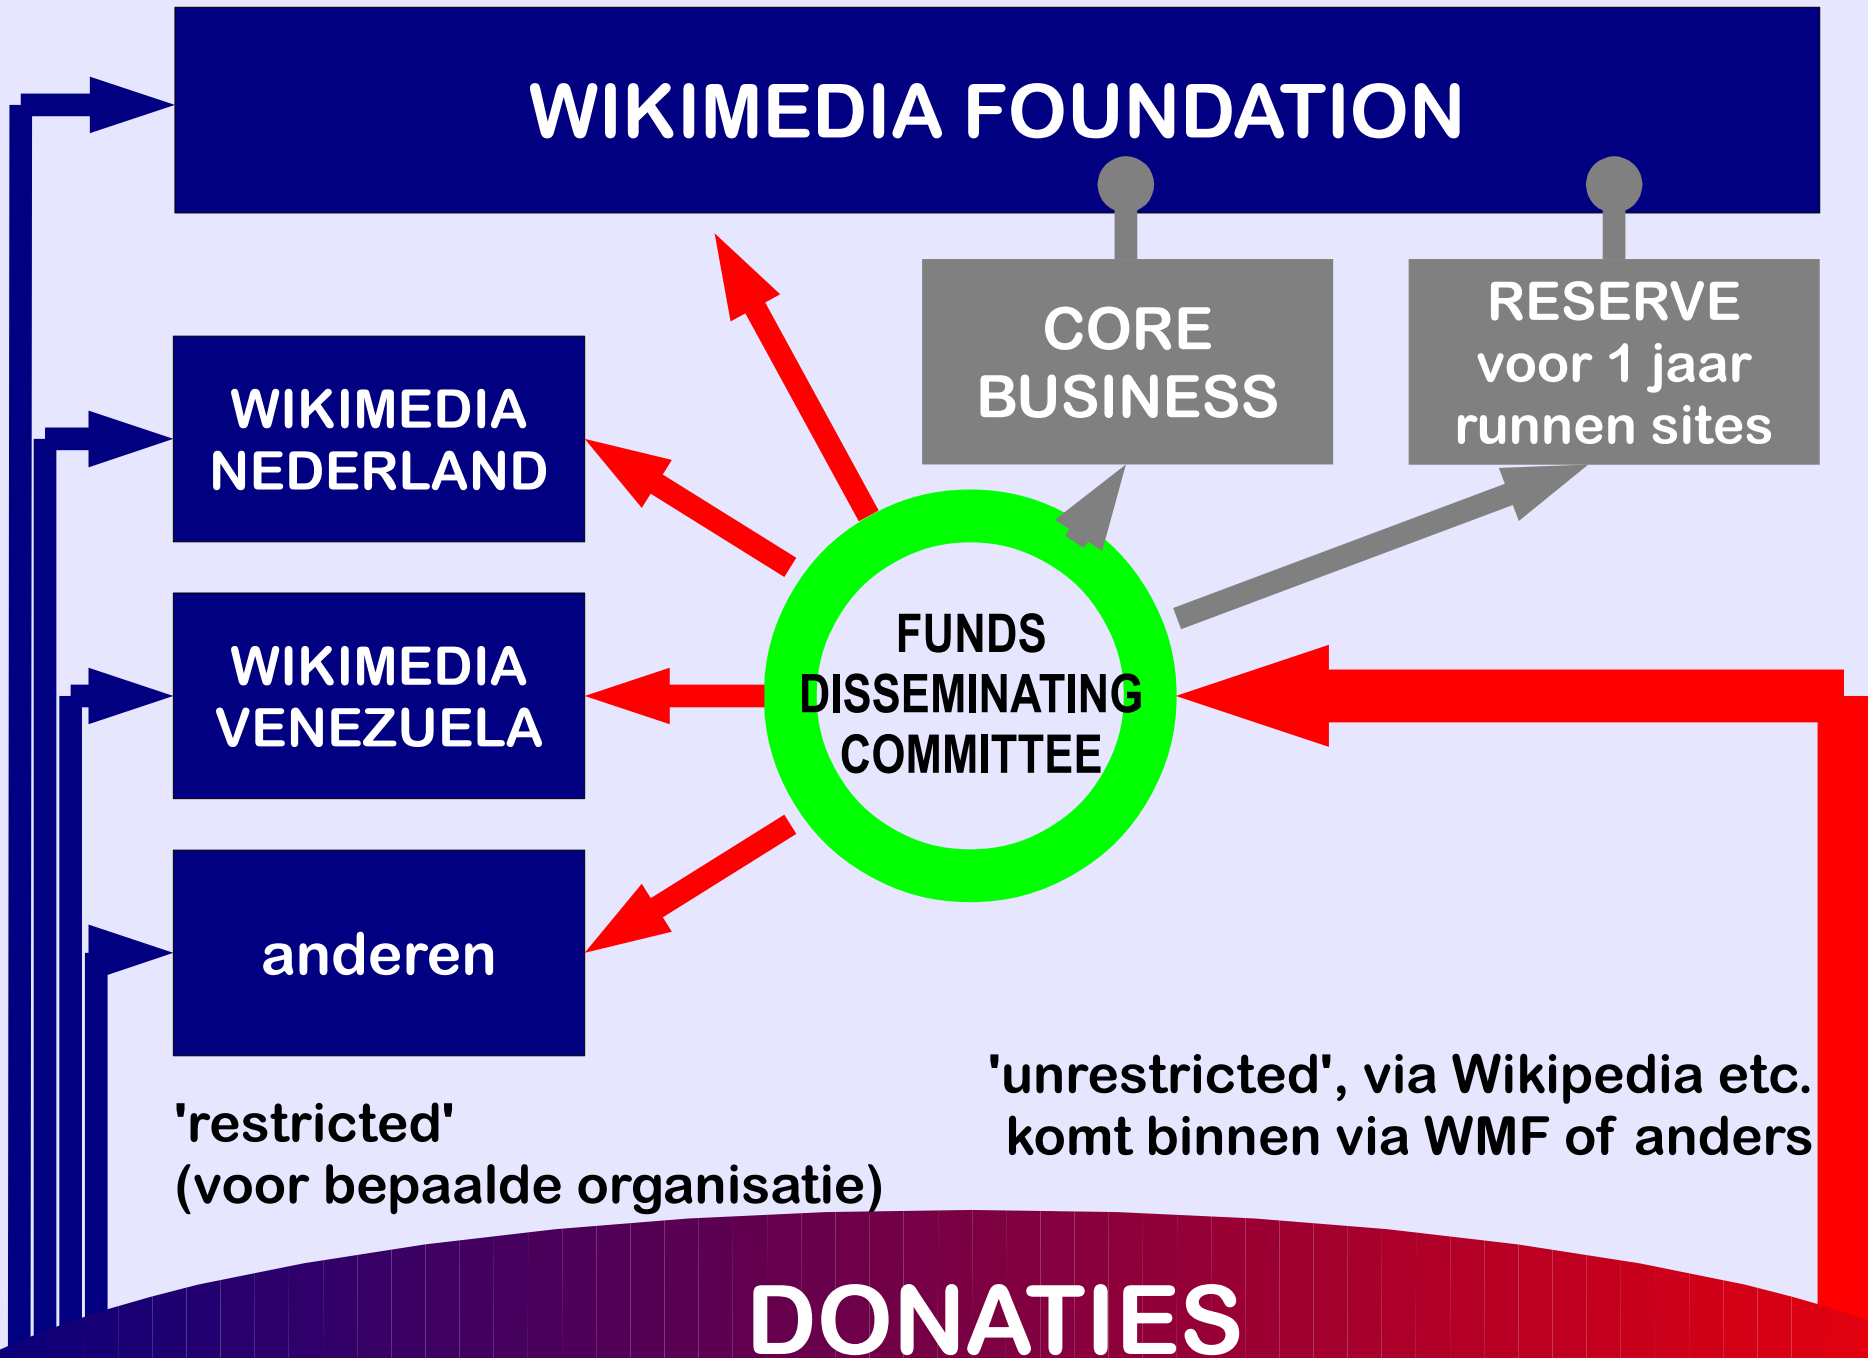 WIKIMEDIA FOUNDATION
CORE
BUSINESS
RESERVE
voor 1 jaar
runnen sites
WIKIMEDIA
NEDERLAND
WIKIMEDIA
VENEZUELA
anderen
FUNDS
DISSEMINATING
COMMITTEE
'unrestricted', via Wikipedia etc.
komt binnen via WMF of anders
'restricted'
(voor bepaalde organisatie)
DONATIES